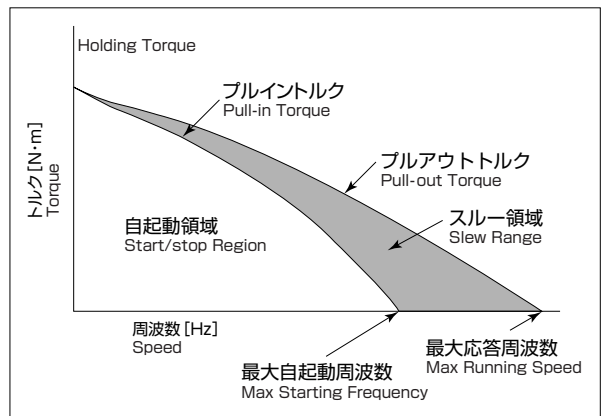 Holding Torque
プルイントルク
Pull-in Torque
プルアウトトルク
Pull-out Torque
スルー領域
Slew Range
トルク[N･m]
Torque
自起動領域
Start/stop Region
周波数[Hz]
Speed
最大自起動周波数
Max Starting Frequency
最大応答周波数
Max Running Speed